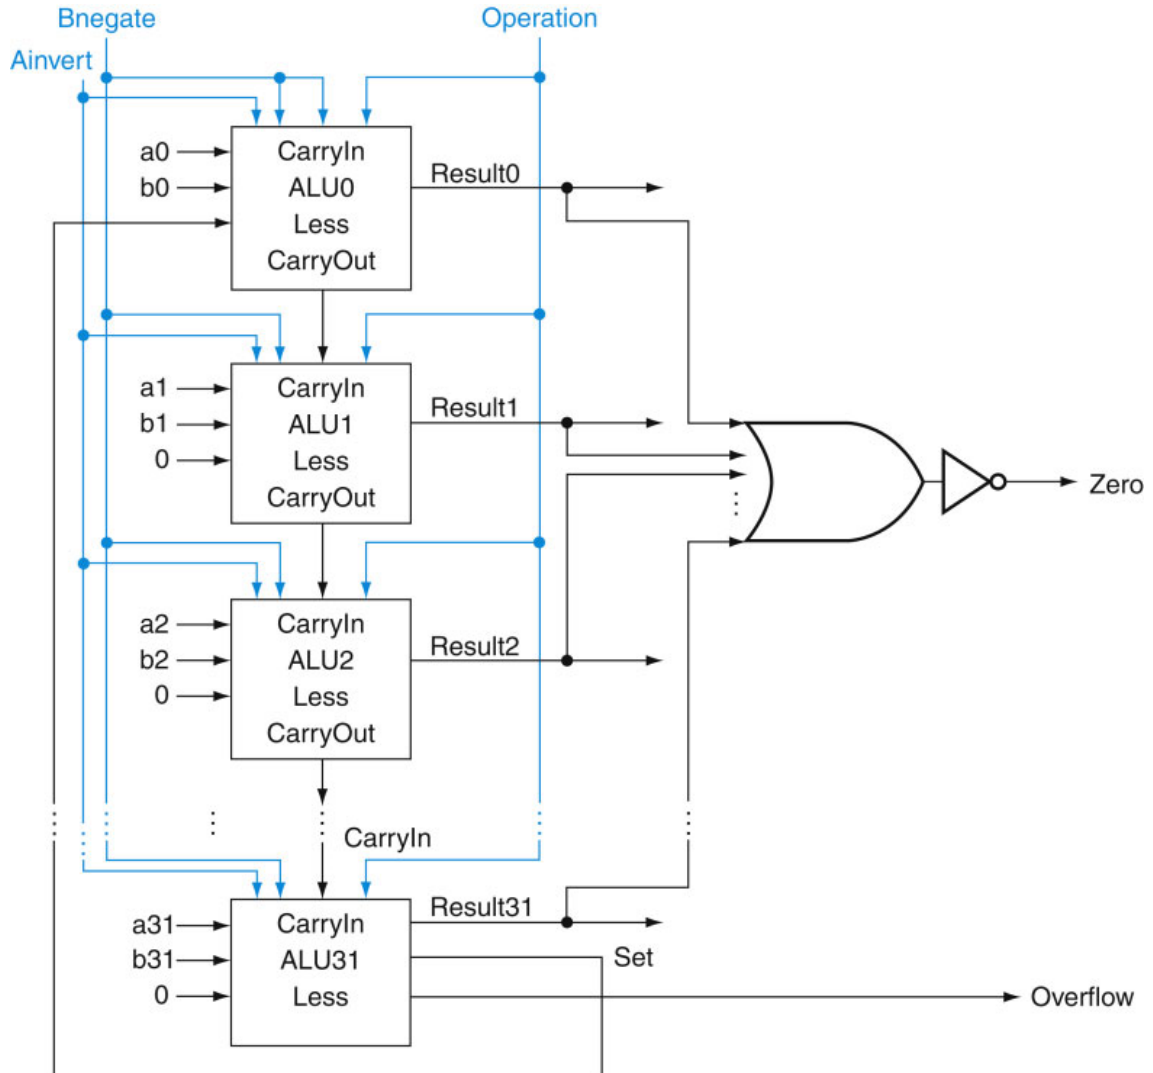 Bnegate
Operation
Ainvert
a0
CarryIn
b0
ALU0
Less
CarryOut
Result0
a1
CarryIn
b1
ALU1
0
Less
CarryOut
Result1
Zero
a2
CarryIn
b2
ALU2
0
Less
CarryOut
Result2
CarryIn
a31
CarryIn
b31
ALU31
0
Less
Result31
Set
Overflow